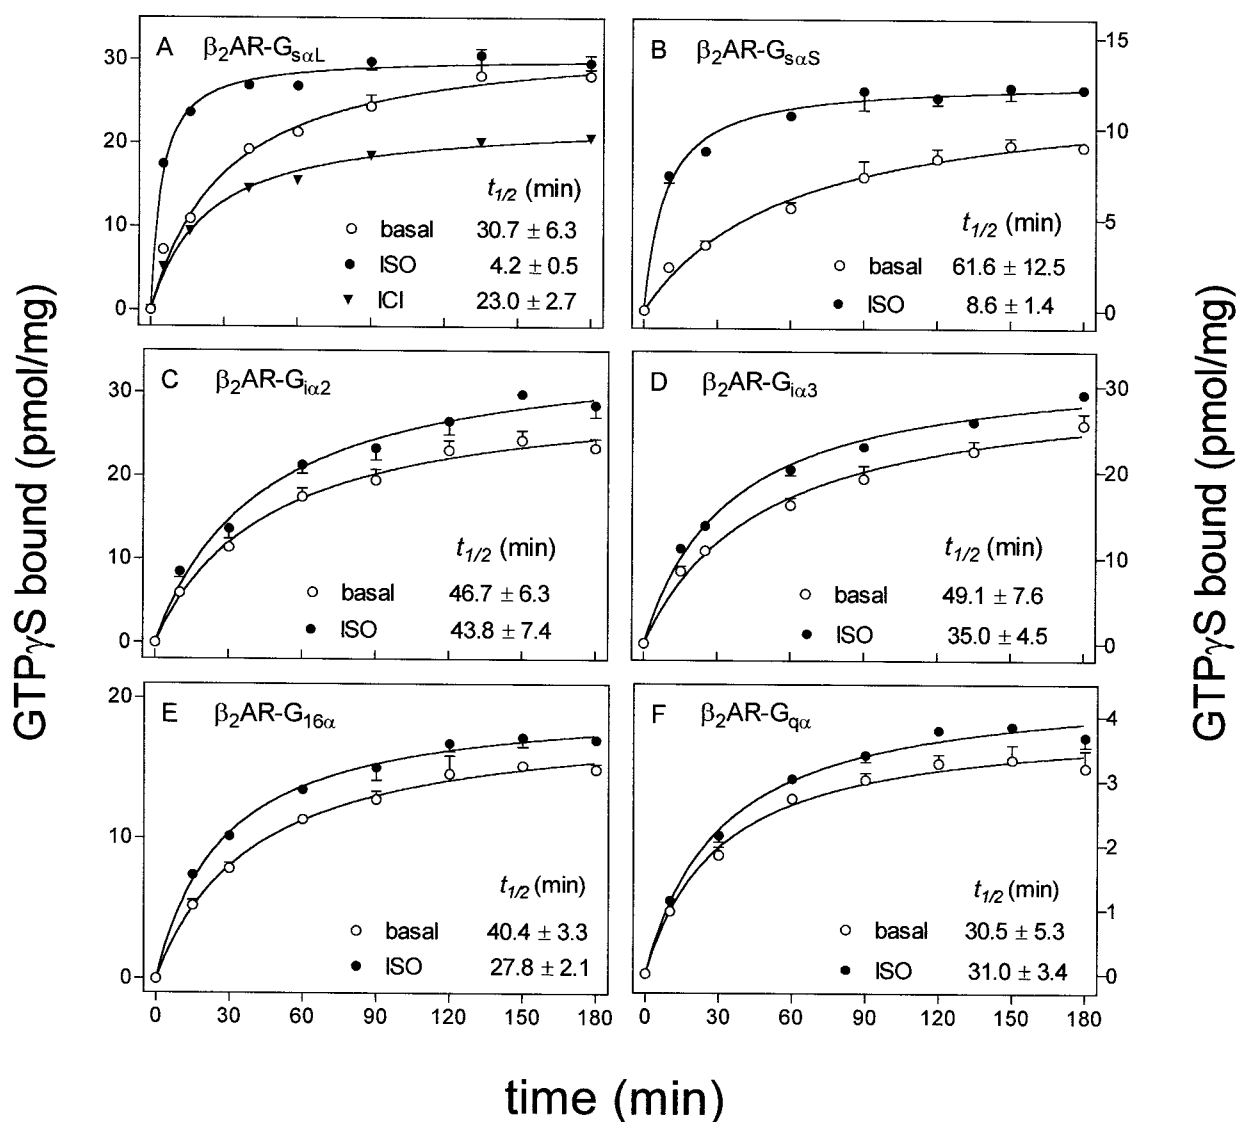 GTPγS bound (pmol/mg)
A β₂AR-GsαL
30
20
10
0
t1/2 (min)
basal 30.7 ± 6.3
ISO 4.2 ± 0.5
ICI 23.0 ± 2.7
B β₂AR-GsαS
15
10
5
0
t1/2 (min)
basal 61.6 ± 12.5
ISO 8.6 ± 1.4
C β₂AR-Giα2
30
20
10
0
t1/2 (min)
basal 46.7 ± 6.3
ISO 43.8 ± 7.4
D β₂AR-Giα3
30
20
10
0
t1/2 (min)
basal 49.1 ± 7.6
ISO 35.0 ± 4.5
E β₂AR-G16α
20
10
0
t1/2 (min)
basal 40.4 ± 3.3
ISO 27.8 ± 2.1
0 30 60 90 120 150 180
F β₂AR-Gqα
4
3
2
1
0
t1/2 (min)
basal 30.5 ± 5.3
ISO 31.0 ± 3.4
0 30 60 90 120 150 180
GTPγS bound (pmol/mg)
time (min)